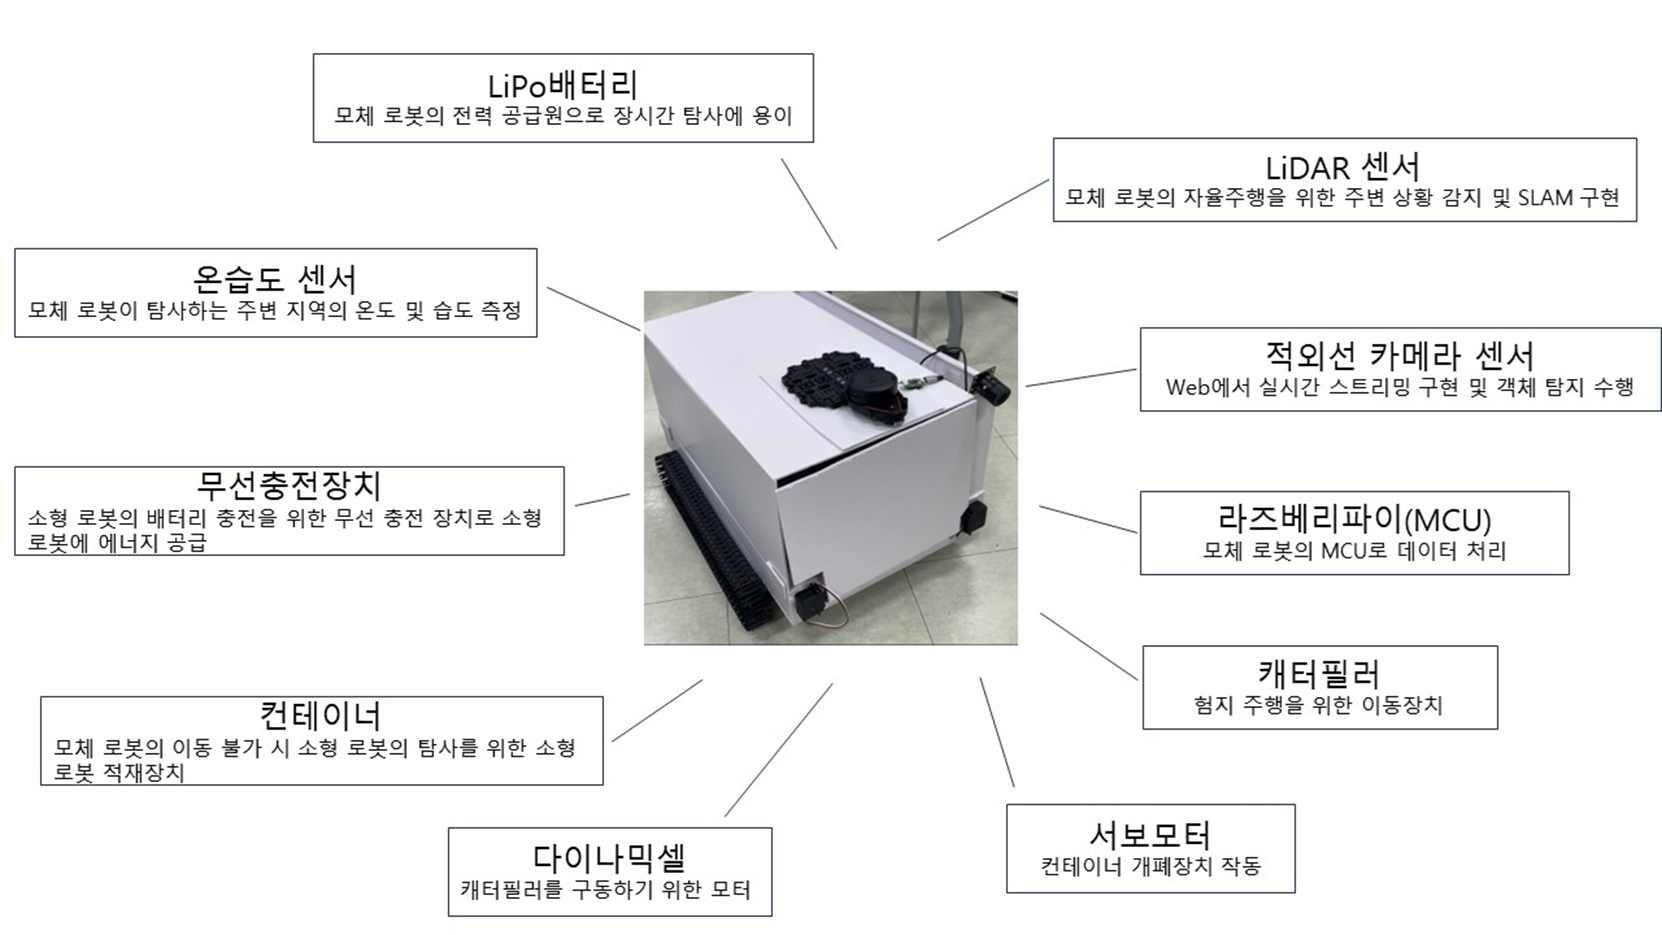 LiPo배터리
모체 로봇의 전력 공급원으로 장시간 탐사에 용이
LiDAR 센서
모체 로봇의 자율주행을 위한 주변 상황 감지 및 SLAM 구현
온습도 센서
모체 로봇이 탐사하는 주변 지역의 온도 및 습도 측정
적외선 카메라 센서
Web에서 실시간 스트리밍 구현 및 객체 탐지 수행
무선충전장치
소형 로봇의 배터리 충전을 위한 무선 충전 장치로 소형
로봇에 에너지 공급
라즈베리파이(MCU)
모체 로봇의 MCU로 데이터 처리
캐터필러
험지 주행을 위한 이동장치
컨테이너
모체 로봇의 이동 불가 시 소형 로봇의 탐사를 위한 소형
로봇 적재장치
서보모터
컨테이너 개폐장치 작동
다이나믹셀
캐터필러를 구동하기 위한 모터